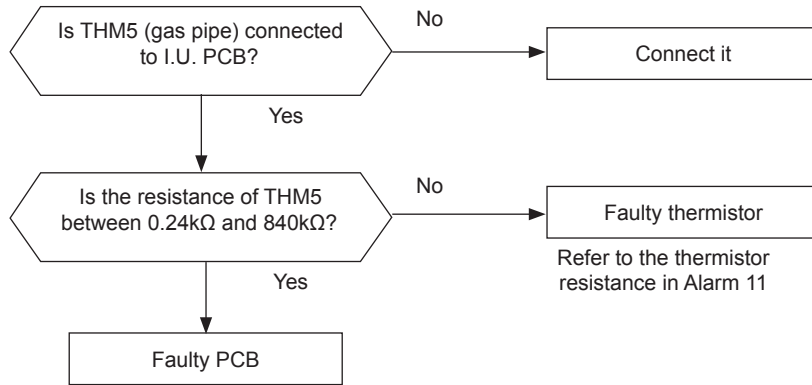 Is THM5 (gas pipe) connected
to I.U. PCB?
No
Connect it
Yes
Is the resistance of THM5
between 0.24kΩ and 840kΩ?
No
Faulty thermistor
Refer to the thermistor
resistance in Alarm 11
Yes
Faulty PCB